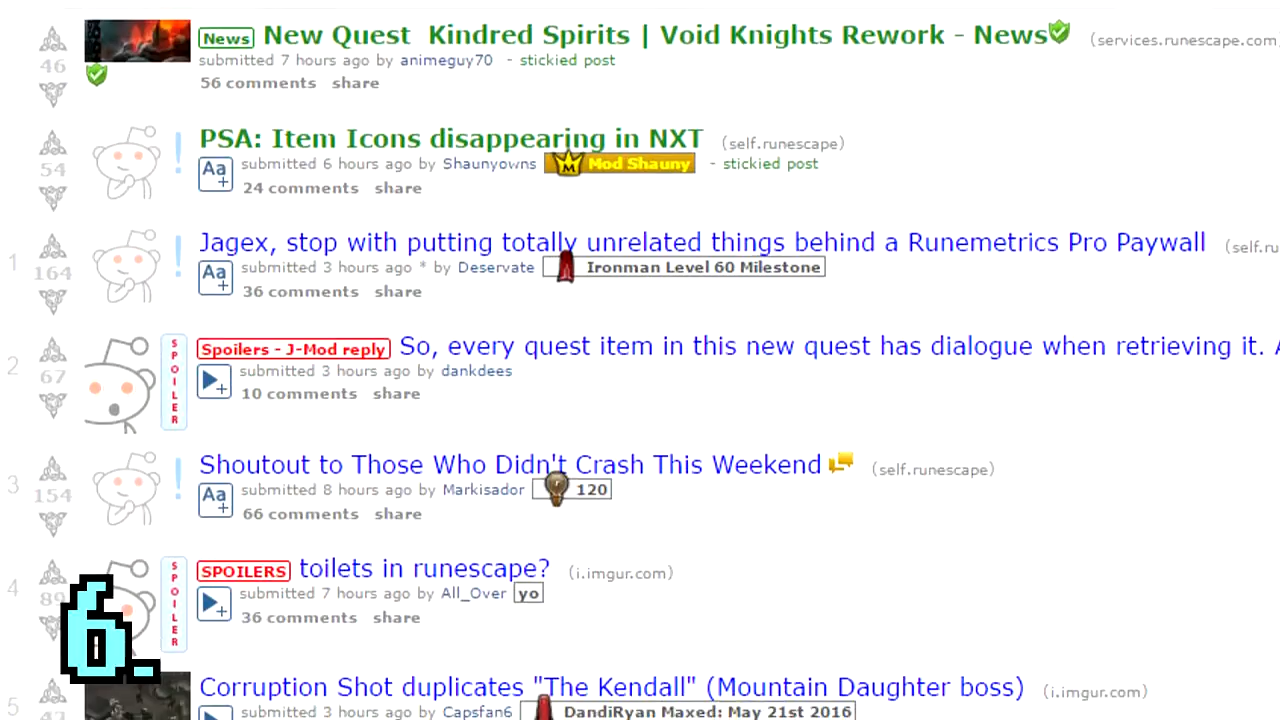 News New Quest Kindred Spirits | Void Knights Rework - News (services.runescape.com
46
submitted 7 hours ago by animeguy70 - stickied post
56 comments share
PSA: Item Icons disappearing in NXT (self.runescape)
54
Aa+ submitted 6 hours ago by Shaunyowns M Mod Shauny - stickied post
24 comments share
Jagex, stop with putting totally unrelated things behind a Runemetrics Pro Paywall (self.ru
1
164
Aa+ submitted 3 hours ago * by Deservate Ironman Level 60 Milestone
36 comments share
SPOILER
Spoilers - J-Mod reply So, every quest item in this new quest has dialogue when retrieving it.
2
67
submitted 3 hours ago by dankdees
10 comments share
Shoutout to Those Who Didn't Crash This Weekend (self.runescape)
3
154
Aa+ submitted 8 hours ago by Markisador 120
66 comments share
SPOILER
SPOILERS toilets in runescape? (i.imgur.com)
4
89
submitted 7 hours ago by All_Over yo
36 comments share
6.
Corruption Shot duplicates "The Kendall" (Mountain Daughter boss) (i.imgur.com)
5
submitted 3 hours ago by Capsfan6 DandiRyan Maxed: May 21st 2016